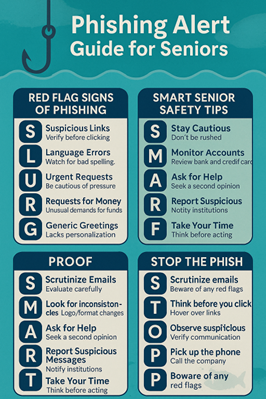 Phishing Alert
Guide for Seniors
RED FLAG SIGNS
OF PHISHING
S Suspicious Links
Verify before clicking
L Language Errors
Watch for bad spelling.
U Urgent Requests
Be cautious of pressure
R Requests for Money
Unusual demands for funds
G Generic Greetings
Lacks personalization
SMART SENIOR
SAFETY TIPS
S Stay Cautious
Don't be rushed
M Monitor Accounts
Review bank and credif card
A Ask for Help
Seek a second opinion
R Report Suspicious
Notify institutions
F Take Your Time
Think before acting
PROOF
S Scrutinize Emails
Evaluate carefully
M Look for inconsiston-
cles Logo/format changes
A Ask for Help
Seek a second opinion
R Report Suspicious
Messages
Notify institutions
T Take Your Time
Think before acting
STOP THE PHISH
S Scrutinize emails
Beware of any red flags
T Think before you click
Hover over links
O Observe suspicious
Verify communication
P Pick up the phone
Call the company
P Boware of any
red flags